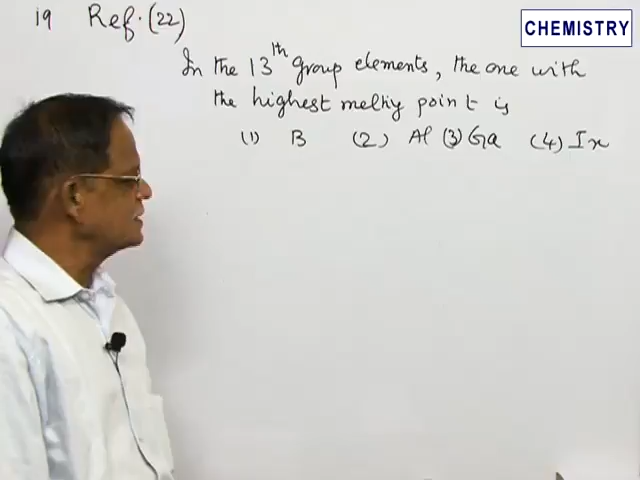 19 Ref. (22)
CHEMISTRY
In the 13th group elements, the one with
the highest melting point is
(1) B (2) Al (3) Ga (4) In